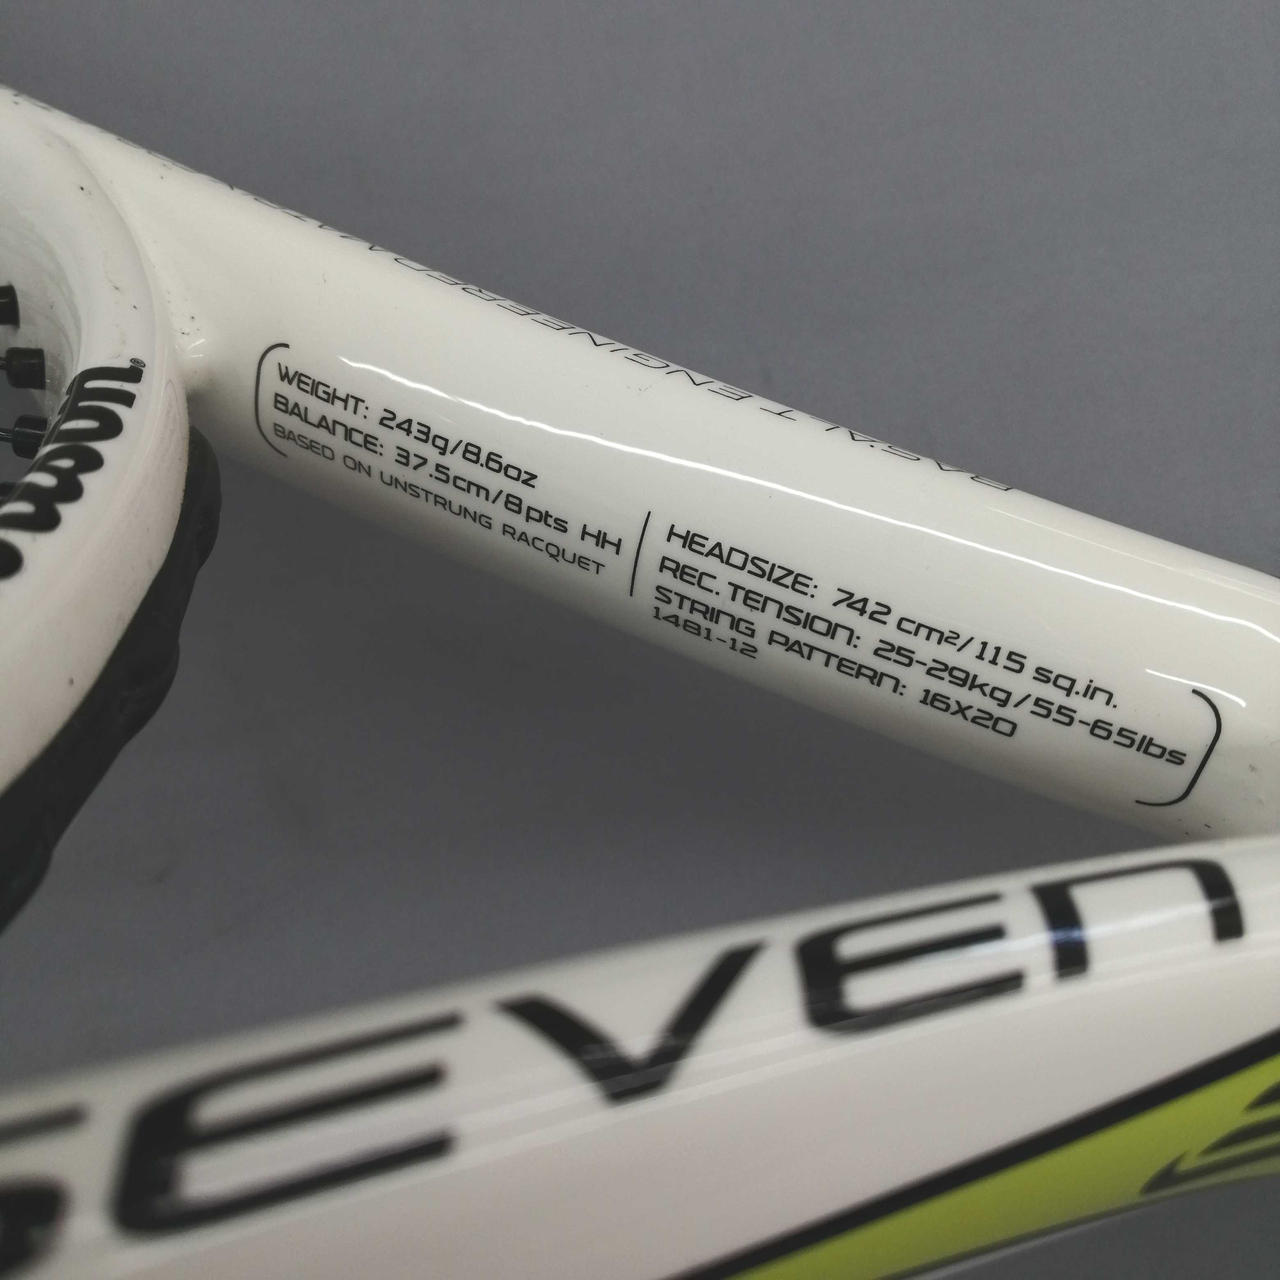 WEIGHT: 243g/8.6oz
BALANCE: 37.5cm/8pts HH
BASED ON UNSTRUNG RACQUET
HEADSIZE: 742 cm²/115 sq.in.
REC. TENSION: 25-29kg/55-65lbs
STRING PATTERN: 16X20
1481-12
ENGINEERED
SEVEN